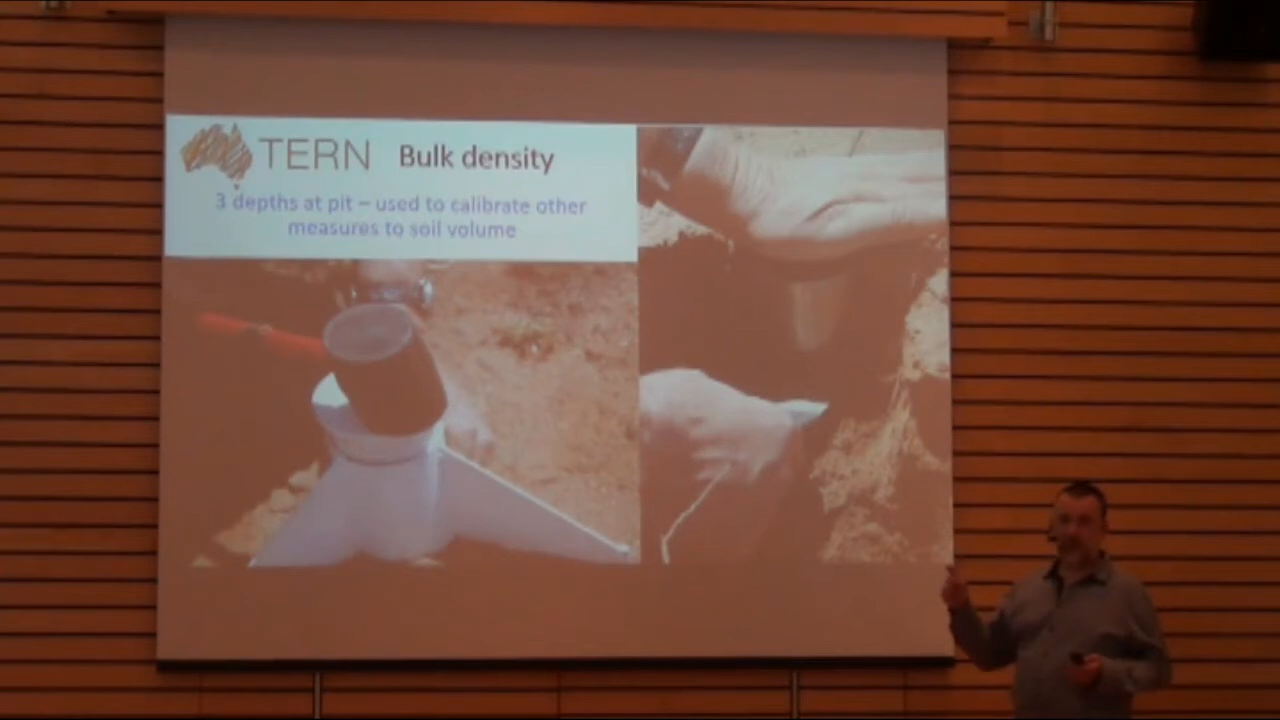 TERN Bulk density
3 depths at pit – used to calibrate other
measures to soil volume